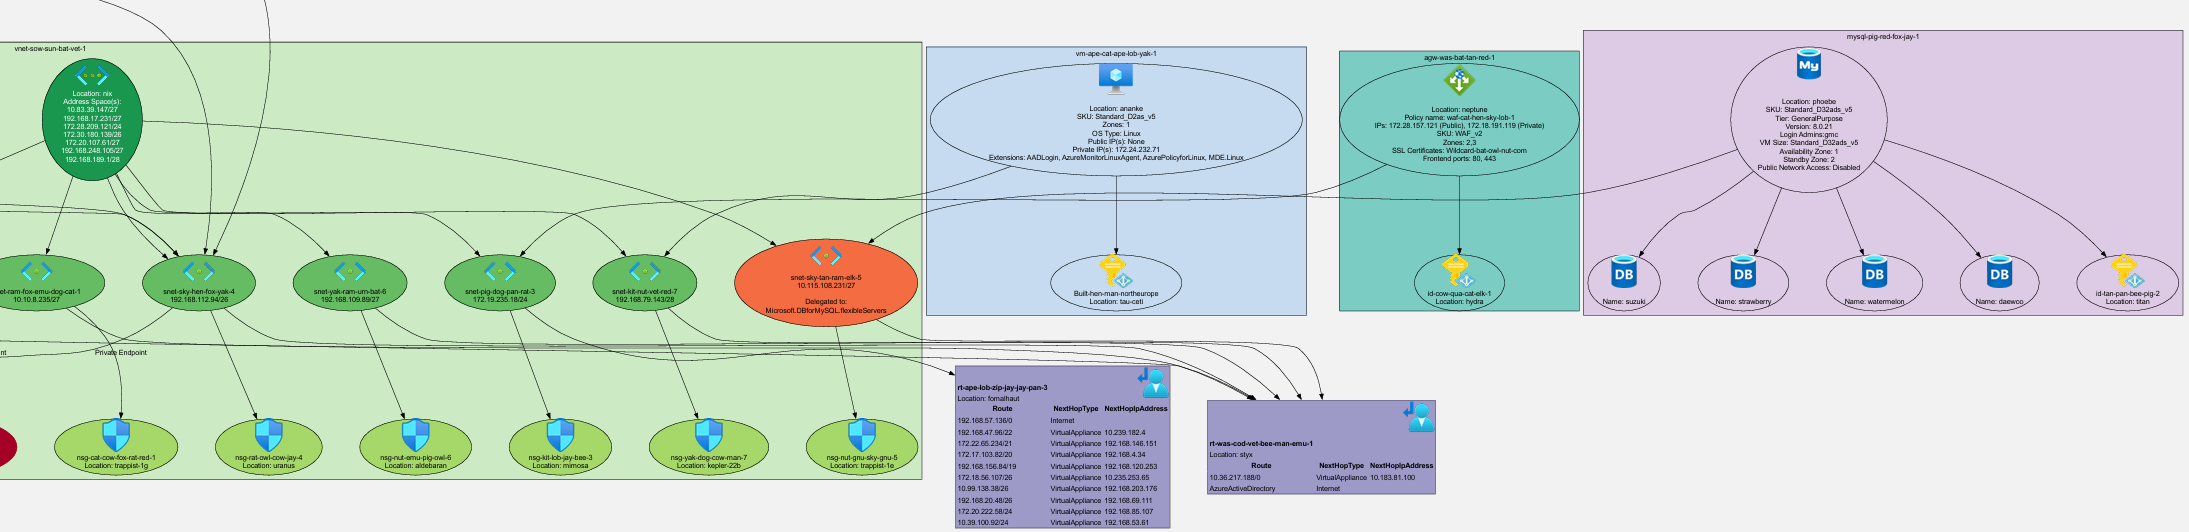 vnet-sow-sun-bat-vet-1
Location: nix
Address Space(s):
10.83.39.147/27
192.168.17.231/27
172.28.209.121/24
172.30.180.139/26
172.20.107.61/27
192.168.248.105/27
192.168.189.1/28
et-ram-fox-emu-dog-cat-1
10.10.8.235/27
snet-sky-hen-fox-yak-4
192.168.112.94/26
snet-yak-ram-un-bat-6
192.168.109.89/27
snet-pig-dog-pan-rat-3
172.19.235.18/24
snet-kit-nut-vet-red-7
192.168.79.143/28
snet-sky-tan-ram-elk-5
10.115.108.231/27
Delegated to:
Microsoft.DBforMySQL.flexibleServers
nt
Private Endpoint
nsg-cat-cow-fox-rat-red-1
Location: trappist-1g
nsg-rat-owl-cow-jay-4
Location: uranus
nsg-nut-emu-pig-owl-6
Location: aldebaran
nsg-kit-lob-jay-bee-3
Location: mimosa
nsg-yak-dog-cow-man-7
Location: kepler-22b
nsg-nut-gnu-sky-gnu-5
Location: trappist-1e
vm-ape-cat-ape-lob-yak-1
Location: ananke
SKU: Standard_D2as_v5
Zones: 1
OS Type: Linux
Public IP(s): None
Private IP(s): 172.24.232.71
Extensions: AADLogin, AzureMonitorLinuxAgent, AzurePolicyforLinux, MDE.Linux
Built-hen-man-northeurope
Location: tau-ceti
agw-was-bat-tan-red-1
Location: neptune
Policy name: waf-cat-hen-sky-lob-1
IPs: 172.28.157.121 (Public), 172.18.191.119 (Private)
SKU: WAF_v2
Zones: 2,3
SSL Certificates: Wildcard-bat-owl-nut-com
Frontend ports: 80, 443
id-cow-qua-cat-elk-1
Location: hydra
mysql-pig-red-fox-jay-1
My
Location: phoebe
SKU: Standard_D32ads_v5
Tier: GeneralPurpose
Version: 8.0.21
Login Admins:gmc
VM Size: Standard_D32ads_v5
Availability Zone: 1
Standby Zone: 2
Public Network Access: Disabled
DB
Name: suzuki
DB
Name: strawberry
DB
Name: watermelon
DB
Name: daewoo
id-tan-pan-bee-pig-2
Location: titan
rt-ape-lob-zip-jay-jay-pan-3
Location: fomalhaut
Route NextHopType NextHopIpAddress
192.168.57.136/0 Internet
192.168.47.96/22 VirtualAppliance 10.239.182.4
172.22.65.234/21 VirtualAppliance 192.168.146.151
172.17.103.82/20 VirtualAppliance 192.168.4.34
192.168.156.84/19 VirtualAppliance 192.168.120.253
172.18.56.107/26 VirtualAppliance 10.235.253.65
10.99.138.38/26 VirtualAppliance 192.168.203.176
192.168.20.48/26 VirtualAppliance 192.168.69.111
172.20.222.58/24 VirtualAppliance 192.168.85.107
10.39.100.92/24 VirtualAppliance 192.168.53.61
rt-was-cod-vet-bee-man-emu-1
Location: styx
Route NextHopType NextHopIpAddress
10.36.217.188/0 VirtualAppliance 10.183.81.100
AzureActiveDirectory Internet